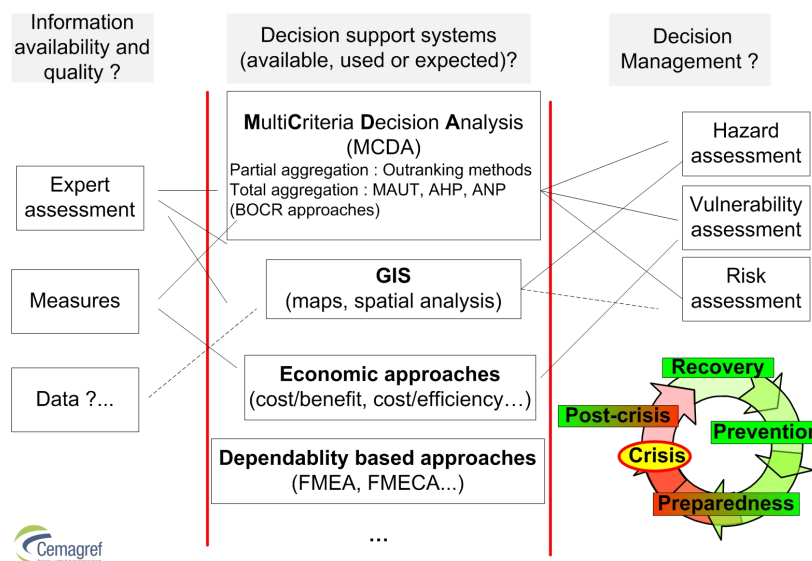 Information
availability and
quality ?
Decision support systems
(available, used or expected)?
Decision
Management ?
Expert
assessment
Measures
Data ?...
MultiCriteria Decision Analysis
(MCDA)
Partial aggregation : Outranking methods
Total aggregation : MAUT, AHP, ANP
(BOCR approaches)
GIS
(maps, spatial analysis)
Economic approaches
(cost/benefit, cost/efficiency…)
Dependablity based approaches
(FMEA, FMECA...)
...
Hazard
assessment
Vulnerability
assessment
Risk
assessment
Recovery
Post-crisis
Prevention
Crisis
Preparedness
Cemagref